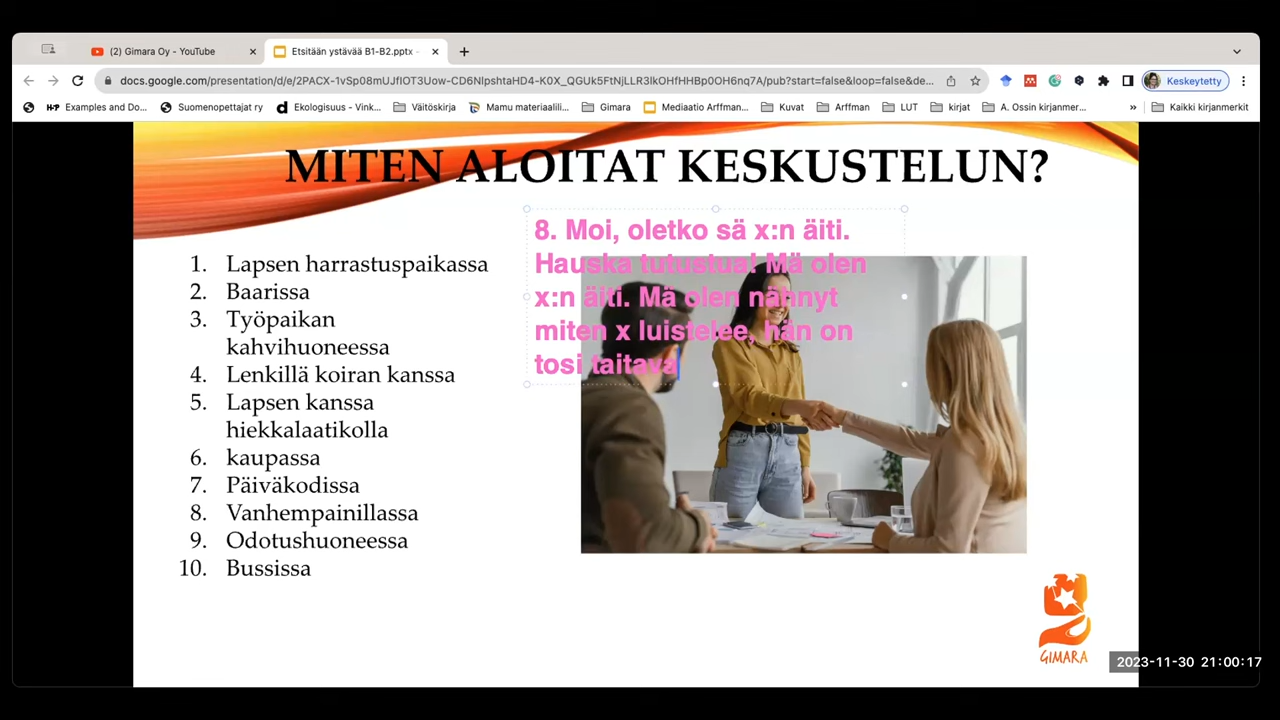 (2) Gimara Oy - YouTube
Etsitään ystävää B1-B2.pptx -
docs.google.com/presentation/d/e/2PACX-1vSp08mUJfIOT3Uow-CD6NlpshtaHD4-K0X_QGUk5FtNjLLR3lkOHfHHBp0OH6nq7A/pub?start=false&loop=false&de...
Keskeytetty
Examples and Do...
Suomenopettajat ry
Ekologisuus - Vink...
Väitöskirja
Mamu materiaalil...
Gimara
Mediaatio Arffman...
Kuvat
Arffman
LUT
kirjat
A. Ossin kirjanmer...
»
Kaikki kirjanmerkit
MITEN ALOITAT KESKUSTELUN?
8. Moi, oletko sä x:n äiti.
Hauska tutustua! Mä olen
x:n äiti. Mä olen nähnyt
miten x luistelee, hän on
tosi taitava
1. Lapsen harrastuspaikassa
2. Baarissa
3. Työpaikan
kahvihuoneessa
4. Lenkillä koiran kanssa
5. Lapsen kanssa
hiekkalaatikolla
6. kaupassa
7. Päiväkodissa
8. Vanhempainillassa
9. Odotushuoneessa
10. Bussissa
GIMARA
2023-11-30 21:00:17